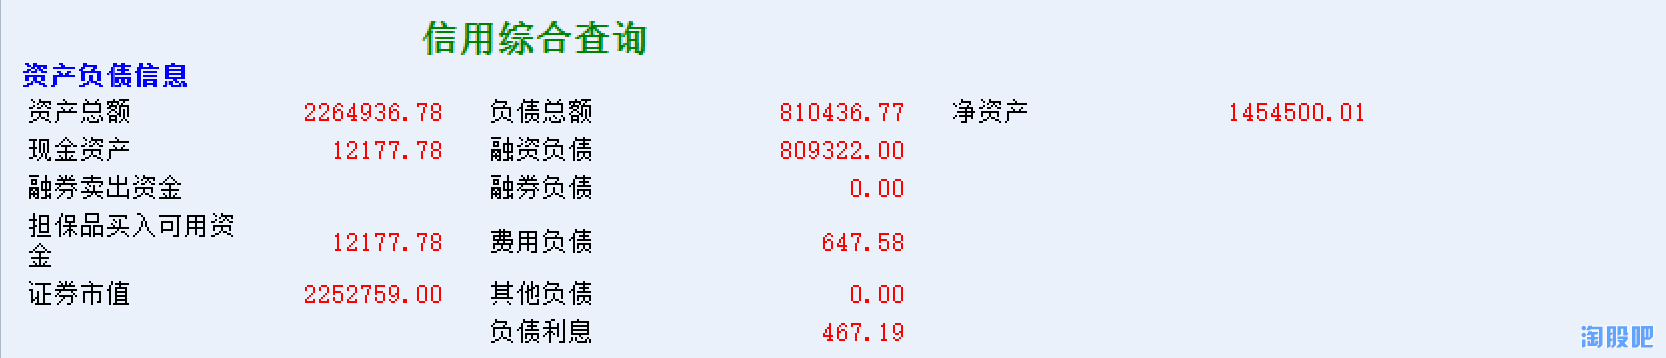 信用综合查询
资产负债信息
资产总额 2264936.78 负债总额 810436.77 净资产 1454500.01
现金资产 12177.78 融资负债 809322.00
融券卖出资金 融券负债 0.00
担保品买入可用资
金 12177.78 费用负债 647.58
证券市值 2252759.00 其他负债 0.00
负债利息 467.19
淘股吧